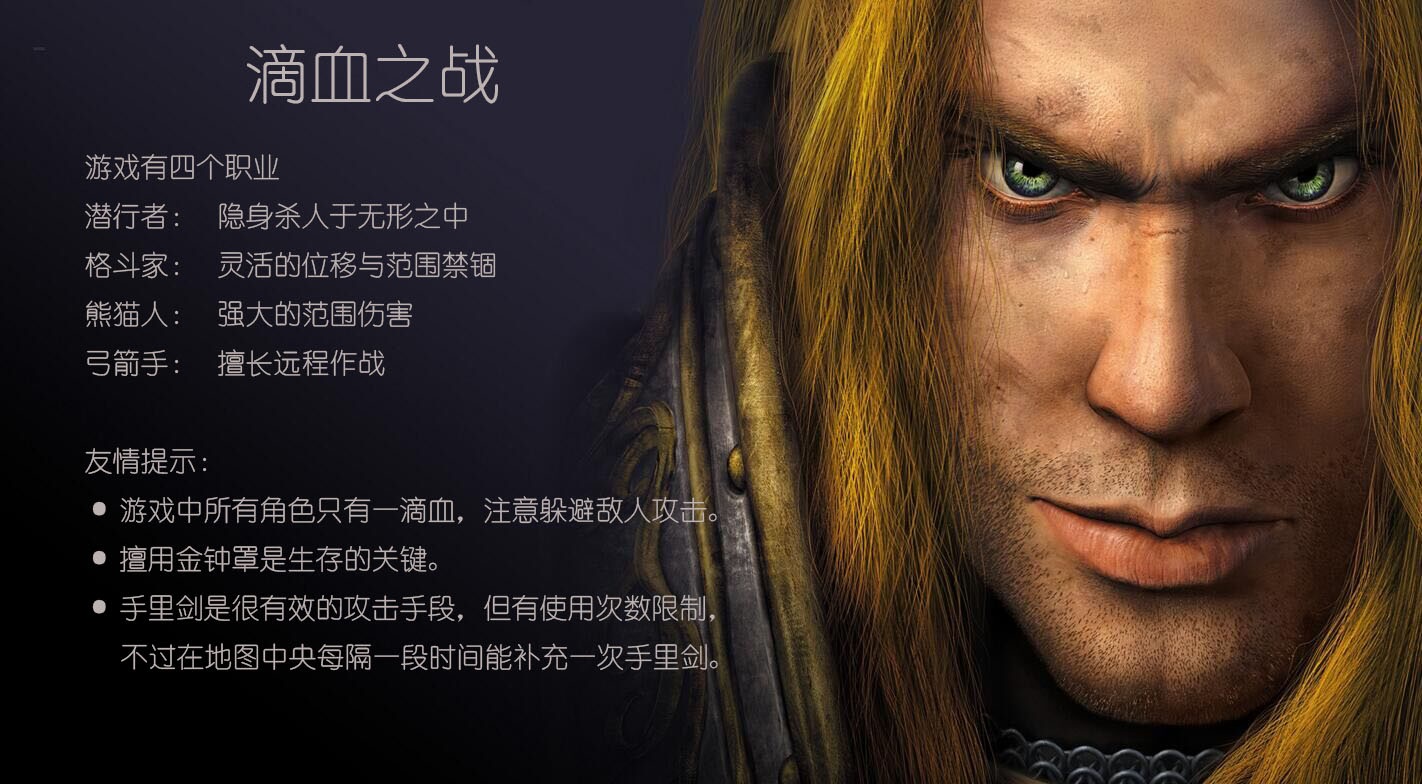 滴血之战
游戏有四个职业
潜行者： 隐身杀人于无形之中
格斗家： 灵活的位移与范围禁锢
熊猫人： 强大的范围伤害
弓箭手： 擅长远程作战
友情提示：
● 游戏中所有角色只有一滴血，注意躲避敌人攻击。
● 擅用金钟罩是生存的关键。
● 手里剑是很有效的攻击手段，但有使用次数限制，
不过在地图中央每隔一段时间能补充一次手里剑。